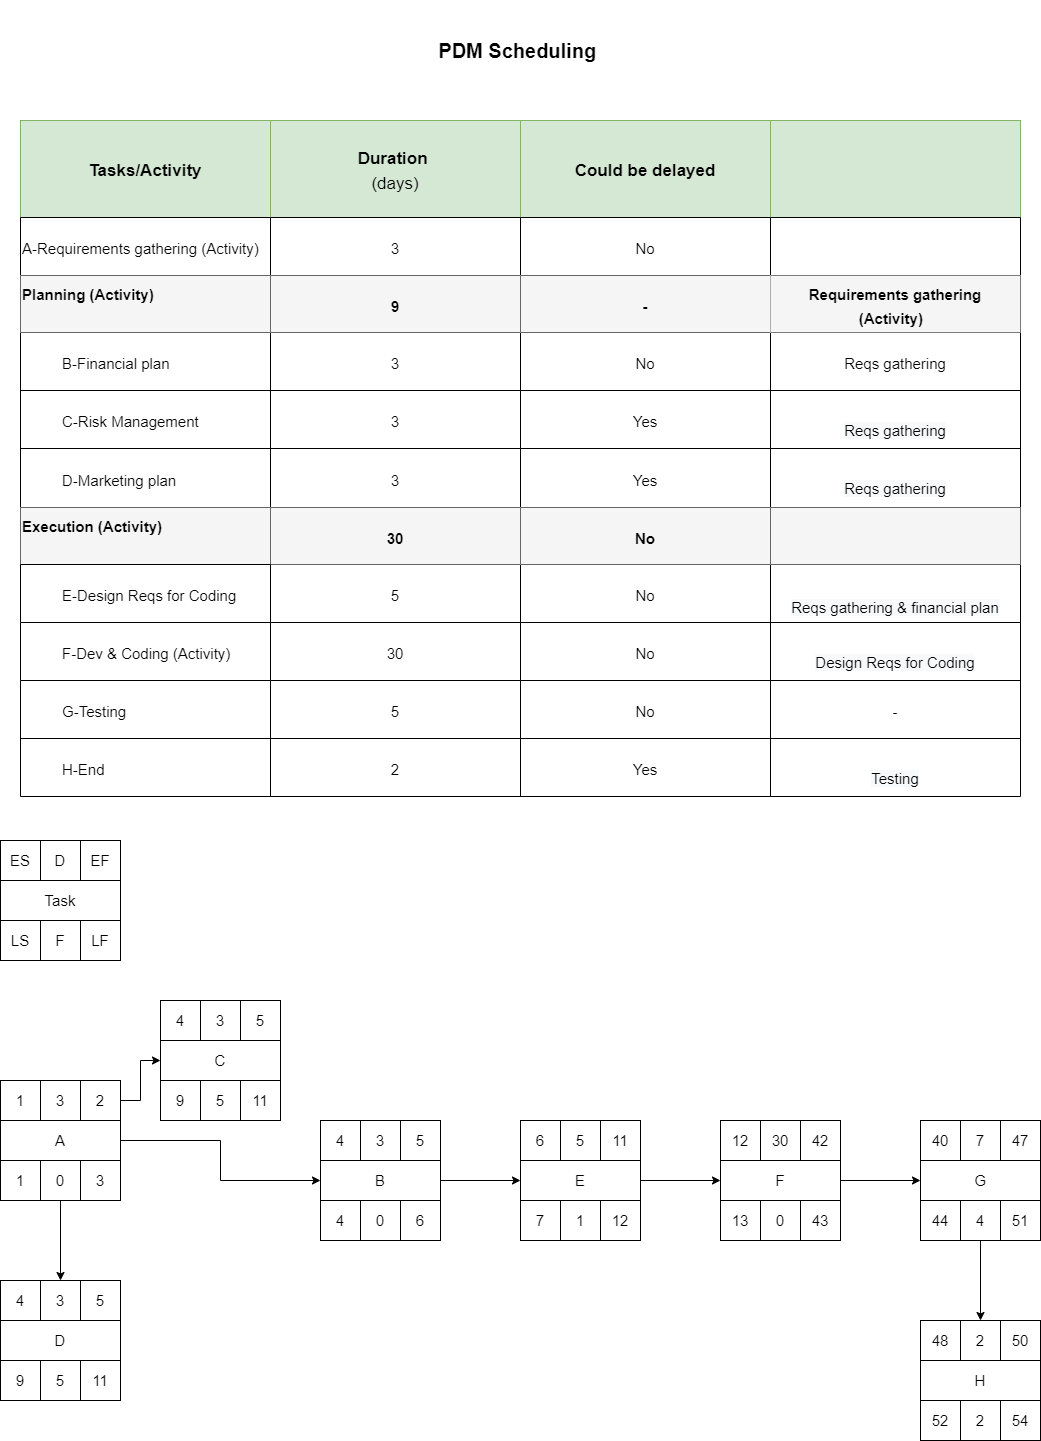 PDM Scheduling
Tasks/Activity
Duration
(days)
Could be delayed
A-Requirements gathering (Activity)
3
No
Planning (Activity)
9
-
Requirements gathering
(Activity)
B-Financial plan
3
No
Reqs gathering
C-Risk Management
3
Yes
Reqs gathering
D-Marketing plan
3
Yes
Reqs gathering
Execution (Activity)
30
No
E-Design Reqs for Coding
5
No
Reqs gathering & financial plan
F-Dev & Coding (Activity)
30
No
Design Reqs for Coding
G-Testing
5
No
-
H-End
2
Yes
Testing
ES D EF
Task
LS F LF
4 3 5
C
9 5 11
1 3 2
A
1 0 3
4 3 5
B
4 0 6
6 5 11
E
7 1 12
12 30 42
F
13 0 43
40 7 47
G
44 4 51
4 3 5
D
9 5 11
48 2 50
H
52 2 54